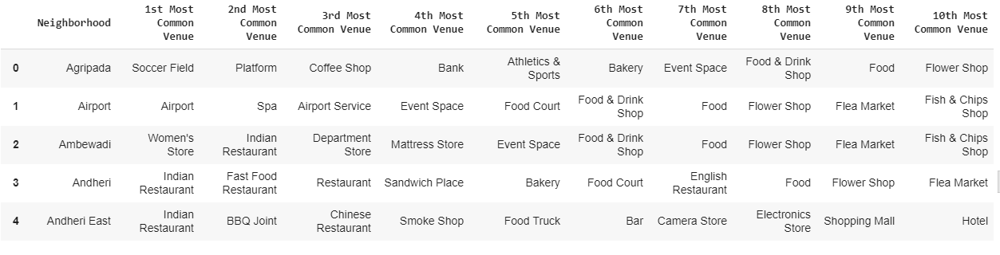 Neighborhood 1st Most Common Venue 2nd Most Common Venue 3rd Most Common Venue 4th Most Common Venue 5th Most Common Venue 6th Most Common Venue 7th Most Common Venue 8th Most Common Venue 9th Most Common Venue 10th Most Common Venue
0 Agripada Soccer Field Platform Coffee Shop Bank Athletics & Sports Bakery Event Space Food & Drink Shop Food Flower Shop
1 Airport Airport Spa Airport Service Event Space Food Court Food & Drink Shop Food Flower Shop Flea Market Fish & Chips Shop
2 Ambewadi Women's Store Indian Restaurant Department Store Mattress Store Event Space Food & Drink Shop Food Flower Shop Flea Market Fish & Chips Shop
3 Andheri Indian Restaurant Fast Food Restaurant Restaurant Sandwich Place Bakery Food Court English Restaurant Food Flower Shop Flea Market
4 Andheri East Indian Restaurant BBQ Joint Chinese Restaurant Smoke Shop Food Truck Bar Camera Store Electronics Store Shopping Mall Hotel